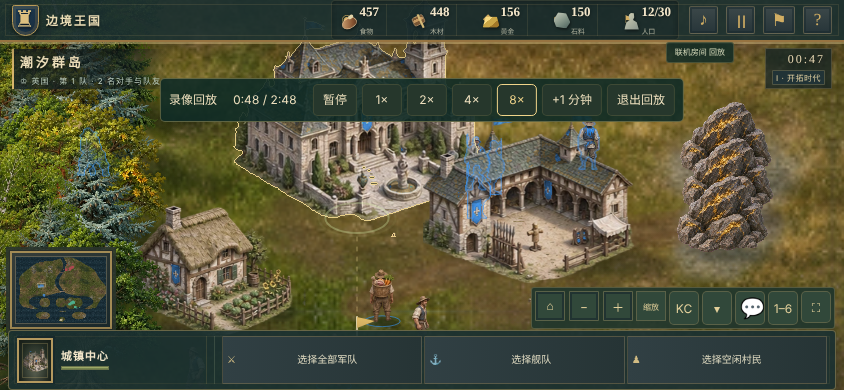 边境王国
457
食物
448
木材
156
黄金
150
石料
12/30
人口
?
潮汐群岛
英国 · 第 1 队 · 2 名对手与队友
联机房间 回放
00:47
I · 开拓时代
录像回放
0:48 / 2:48
暂停
1×
2×
4×
8×
+1 分钟
退出回放
缩放
KC
1–6
城镇中心
选择全部军队
选择舰队
选择空闲村民